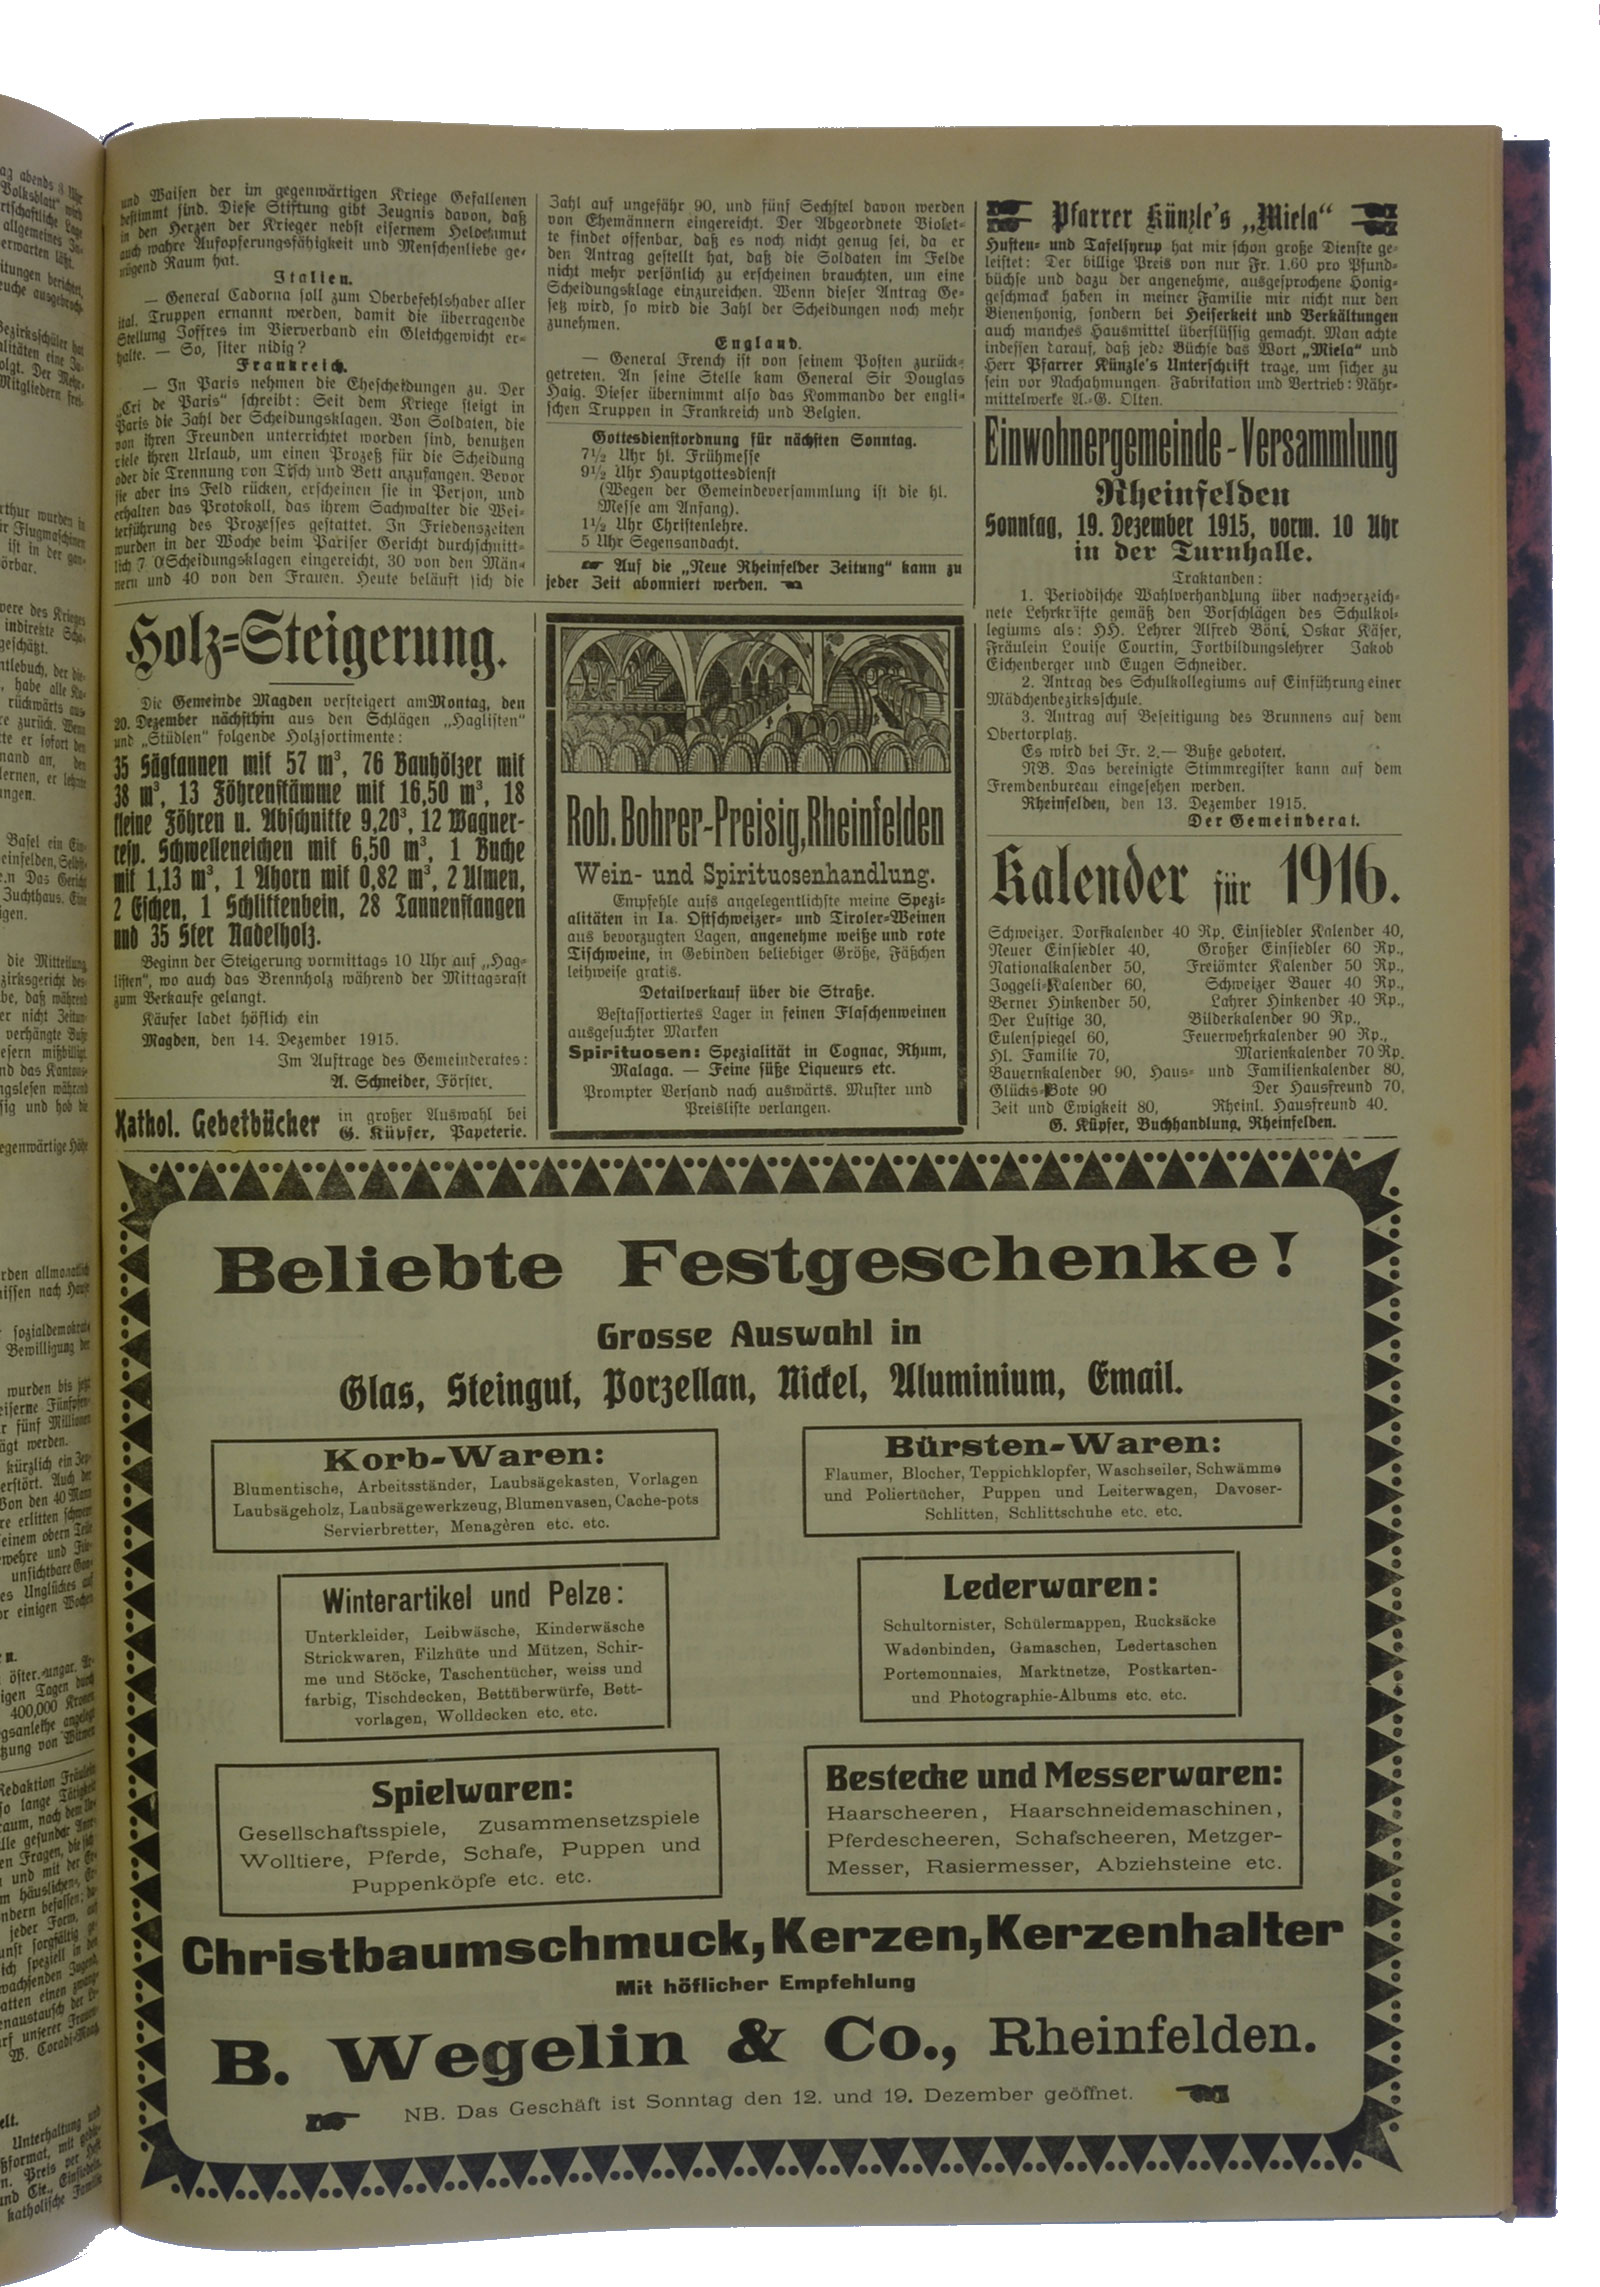 und Waisen der im gegenwärtigen Kriege Gefallenen
bestimmt sind. Diese Stiftung gibt Zeugnis davon, daß
in den Herzen der Krieger nebst eisernem Heldenmut
auch wahre Aufopferungsfähigkeit und Menschenliebe ge-
nügend Raum hat.
Italien.
— General Cadorna soll zum Oberbefehlshaber aller
ital. Truppen ernannt werden, damit die überragende
Stellung Joffres im Vierverband ein Gleichgewicht er-
halte. — So, siter nidig?
Frankreich.
— In Paris nehmen die Ehescheidungen zu. Der
„Cri de Paris" schreibt: Seit dem Kriege steigt in
Paris die Zahl der Scheidungsklagen. Von Soldaten, die
von ihren Freunden unterrichtet worden sind, benutzen
viele ihren Urlaub, um einen Prozeß für die Scheidung
oder die Trennung von Tisch und Bett anzufangen. Bevor
sie aber ins Feld rücken, erscheinen sie in Person, und
erhalten das Protokoll, das ihrem Sachwalter die Wei-
terführung des Prozesses gestattet. In Friedenszeiten
wurden in der Woche beim Pariser Gericht durchschnitt-
lich 70 Scheidungsklagen eingereicht, 30 von den Män-
nern und 40 von den Frauen. Heute beläuft sich die
Zahl auf ungefähr 90, und fünf Sechstel davon werden
von Ehemännern eingereicht. Der Abgeordnete Violet-
te findet offenbar, daß es noch nicht genug sei, da er
den Antrag gestellt hat, daß die Soldaten im Felde
nicht mehr persönlich zu erscheinen brauchten, um eine
Scheidungsklage einzureichen. Wenn dieser Antrag Ge-
setz wird, so wird die Zahl der Scheidungen noch mehr
zunehmen.
England.
— General French ist von seinem Posten zurück-
getreten. An seine Stelle kam General Sir Douglas
Haig. Dieser übernimmt also das Kommando der engli-
schen Truppen in Frankreich und Belgien.
Gottesdienstordnung für nächsten Sonntag.
7½ Uhr hl. Frühmesse
9½ Uhr Hauptgottesdienst
(Wegen der Gemeindeversammlung ist die hl.
Messe am Anfang).
1½ Uhr Christenlehre.
5 Uhr Segensandacht.
☞ Auf die „Neue Rheinfelder Zeitung" kann zu
jeder Zeit abonniert werden. ☜
Pfarrer Künzle's „Miela"
Husten- und Tafelsyrup hat mir schon große Dienste ge-
leistet: Der billige Preis von nur Fr. 1.60 pro Pfund-
büchse und dazu der angenehme, ausgesprochene Honig-
geschmack haben in meiner Familie mir nicht nur den
Bienenhonig, sondern bei Heiserkeit und Verkältungen
auch manches Hausmittel überflüssig gemacht. Man achte
indessen darauf, daß jede Büchse das Wort „Miela" und
Herr Pfarrer Künzle's Unterschrift trage, um sicher zu
sein vor Nachahmungen. Fabrikation und Vertrieb: Nähr-
mittelwerke A.-G. Olten.
Einwohnergemeinde-Versammlung
Rheinfelden
Sonntag, 19. Dezember 1915, vorm. 10 Uhr
in der Turnhalle.
Traktanden:
1. Periodische Wahlverhandlung über nachverzeich-
nete Lehrkräfte gemäß den Vorschlägen des Schulkol-
legiums als: HH. Lehrer Alfred Böni, Oskar Käser,
Fräulein Louise Courtin, Fortbildungslehrer Jakob
Eichenberger und Eugen Schneider.
2. Antrag des Schulkollegiums auf Einführung einer
Mädchenbezirksschule.
3. Antrag auf Beseitigung des Brunnens auf dem
Obertorplatz.
Es wird bei Fr. 2.— Buße geboten.
NB. Das bereinigte Stimmregister kann auf dem
Fremdenbureau eingesehen werden.
Rheinfelden, den 13. Dezember 1915.
Der Gemeinderat.
Holz-Steigerung.
Die Gemeinde Magden versteigert am Montag, den
20. Dezember nächsthin aus den Schlägen „Haglisten"
und „Stüdlen" folgende Holzsortimente:
35 Sägtannen mit 57 m³, 76 Bauhölzer mit
38 m³, 13 Föhrenstämme mit 16,50 m³, 18
kleine Föhren u. Abschnitte 9,20³, 12 Wagner-
resp. Schwelleneichen mit 6,50 m³, 1 Buche
mit 1,13 m³, 1 Ahorn mit 0,82 m³, 2 Ulmen,
2 Eschen, 1 Schlittenbein, 28 Tannenstangen
und 35 Ster Nadelholz.
Beginn der Steigerung vormittags 10 Uhr auf „Hag-
listen", wo auch das Brennholz während der Mittagsrast
zum Verkaufe gelangt.
Käufer ladet höflich ein
Magden, den 14. Dezember 1915.
Im Auftrage des Gemeinderates:
A. Schneider, Förster.
Kathol. Gebetbücher in großer Auswahl bei
G. Küpfer, Papeterie.
Rob. Bohrer-Preisig, Rheinfelden
Wein- und Spirituosenhandlung.
Empfehle aufs angelegentlichste meine Spezi-
alitäten in Ia. Ostschweizer- und Tiroler-Weinen
aus bevorzugten Lagen, angenehme weiße und rote
Tischweine, in Gebinden beliebiger Größe, Fäßchen
leihweise gratis.
Detailverkauf über die Straße.
Bestassortiertes Lager in feinen Flaschenweinen
ausgesuchter Marken
Spirituosen: Spezialität in Cognac, Rhum,
Malaga. — Feine süße Liqueurs etc.
Prompter Versand nach auswärts. Muster und
Preisliste verlangen.
Kalender für 1916.
Schweizer. Dorfkalender 40 Rp. Einsiedler Kalender 40,
Neuer Einsiedler 40, Großer Einsiedler 60 Rp.,
Nationalkalender 50, Freiömter Kalender 50 Rp.,
Joggeli-Kalender 60, Schweizer Bauer 40 Rp.,
Berner Hinkender 50, Lahrer Hinkender 40 Rp.,
Der Lustige 30, Bilderkalender 90 Rp.,
Eulenspiegel 60, Feuerwehrkalender 90 Rp.,
Hl. Familie 70, Marienkalender 70 Rp.
Bauernkalender 90, Haus- und Familienkalender 80,
Glücks-Bote 90 Der Hausfreund 70,
Zeit und Ewigkeit 80, Rheinl. Hausfreund 40.
G. Küpfer, Buchhandlung, Rheinfelden.
Beliebte Festgeschenke!
Grosse Auswahl in
Glas, Steingut, Porzellan, Nickel, Aluminium, Email.
Korb-Waren:
Blumentische, Arbeitsständer, Laubsägekasten, Vorlagen
Laubsägeholz, Laubsägewerkzeug, Blumenvasen, Cache-pots
Servierbretter, Menagèren etc. etc.
Bürsten-Waren:
Flaumer, Blocher, Teppichklopfer, Waschseiler, Schwämme
und Poliertücher, Puppen und Leiterwagen, Davoser-
Schlitten, Schlittschuhe etc. etc.
Winterartikel und Pelze:
Unterkleider, Leibwäsche, Kinderwäsche
Strickwaren, Filzhüte und Mützen, Schir-
me und Stöcke, Taschentücher, weiss und
farbig, Tischdecken, Bettüberwürfe, Bett-
vorlagen, Wolldecken etc. etc.
Lederwaren:
Schultornister, Schülermappen, Rucksäcke
Wadenbinden, Gamaschen, Ledertaschen
Portemonnaies, Marktnetze, Postkarten-
und Photographie-Albums etc. etc.
Spielwaren:
Gesellschaftsspiele, Zusammensetzspiele
Wolltiere, Pferde, Schafe, Puppen und
Puppenköpfe etc. etc.
Bestecke und Messerwaren:
Haarscheeren, Haarschneidemaschinen,
Pferdescheeren, Schafscheeren, Metzger-
Messer, Rasiermesser, Abziehsteine etc.
Christbaumschmuck, Kerzen, Kerzenhalter
Mit höflicher Empfehlung
B. Wegelin & Co., Rheinfelden.
NB. Das Geschäft ist Sonntag den 12. und 19. Dezember geöffnet.